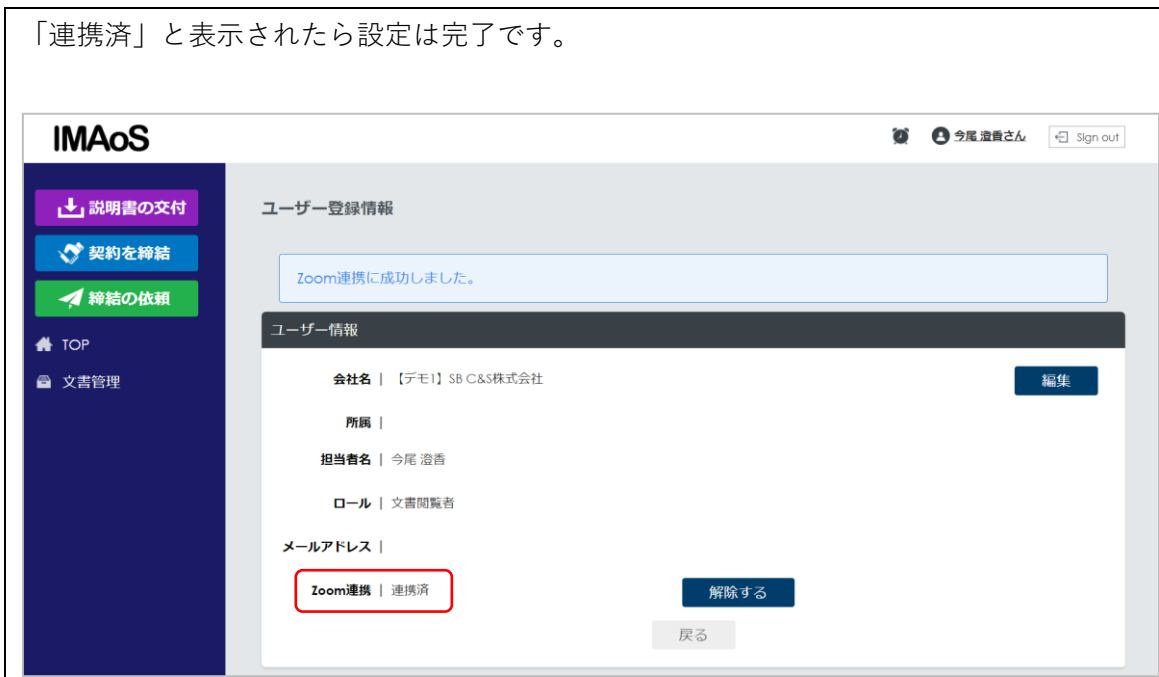 「連携済」と表示されたら設定は完了です。
IMAoS
今尾 澄香さん
Sign out
説明書の交付
契約を締結
締結の依頼
TOP
文書管理
ユーザー登録情報
Zoom連携に成功しました。
ユーザー情報
会社名 | 【デモ1】SB C&S株式会社
編集
所属 |
担当者名 | 今尾 澄香
ロール | 文書閲覧者
メールアドレス |
Zoom連携 | 連携済
解除する
戻る